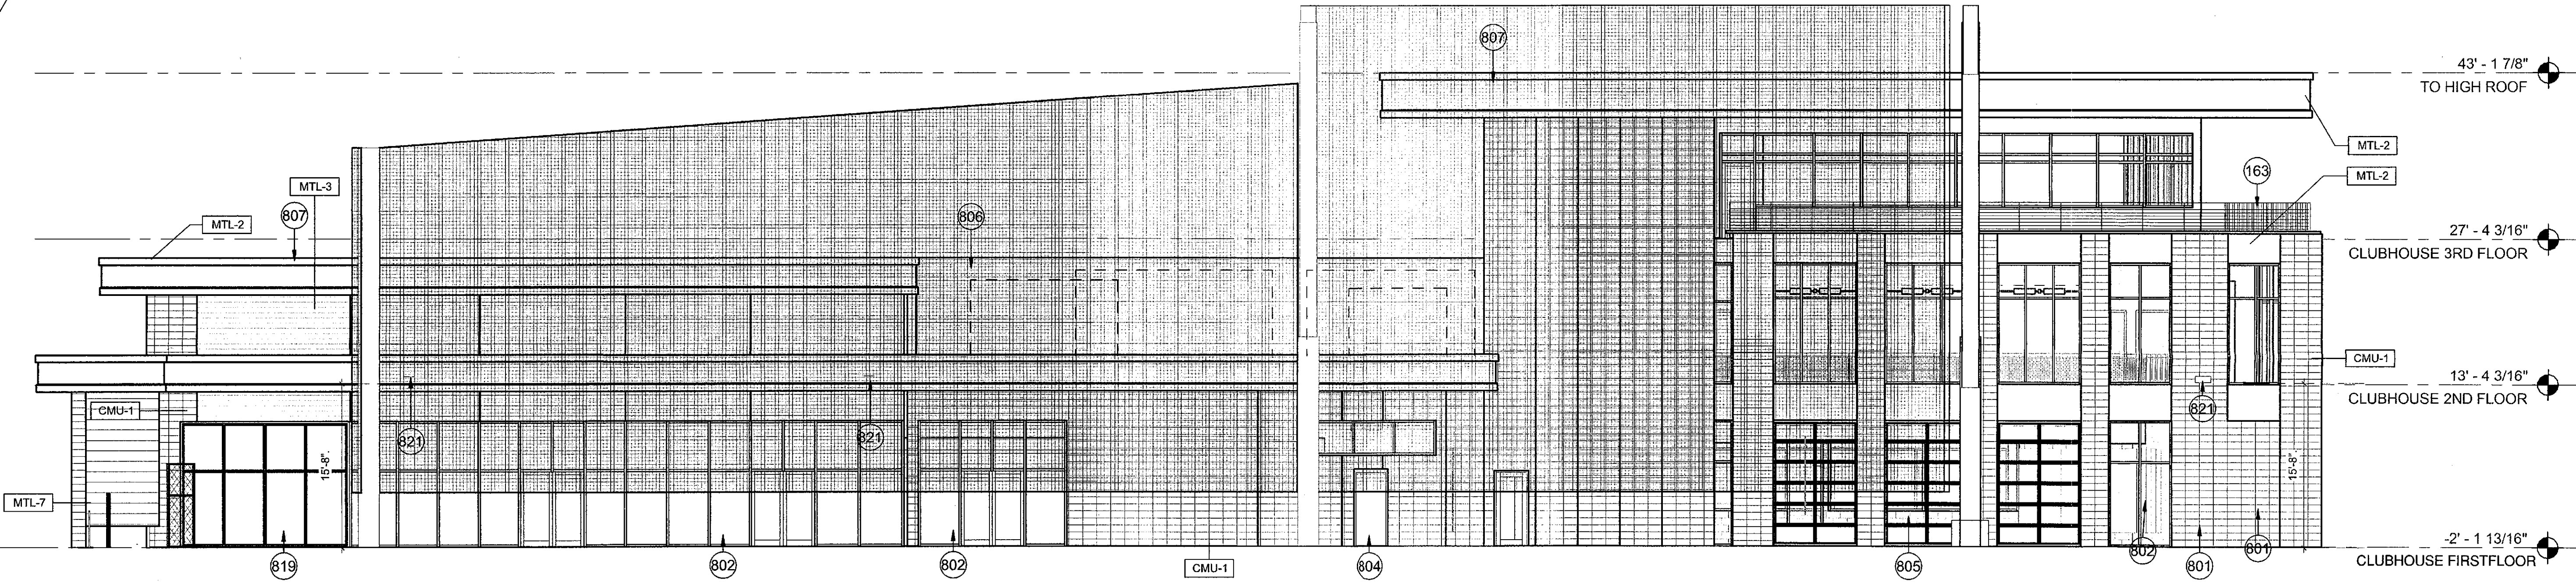 807
43' - 1 7/8"
TO HIGH ROOF
MTL-2
163
MTL-2
MTL-3
807
MTL-2
806
27' - 4 3/16"
CLUBHOUSE 3RD FLOOR
CMU-1
13' - 4 3/16"
CLUBHOUSE 2ND FLOOR
CMU-1
821
821
821
15'-8"
15'-8"
MTL-7
-2' - 1 13/16"
CLUBHOUSE FIRSTFLOOR
819
802
802
CMU-1
804
805
802
801
801